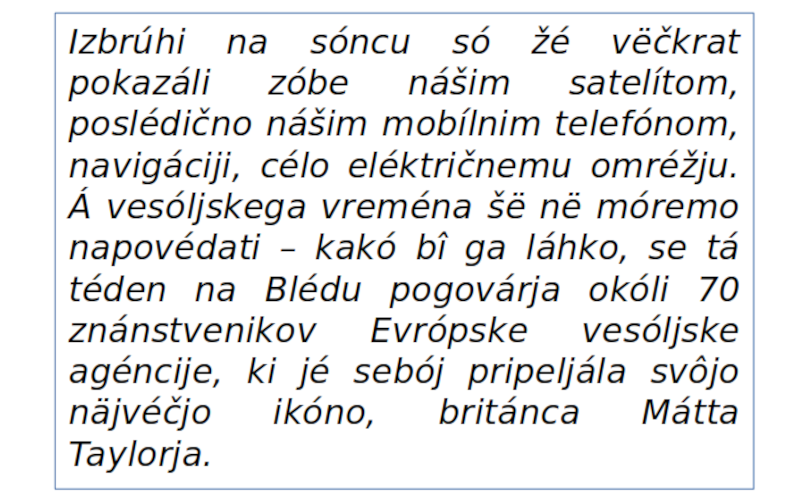 Izbrúhi na sóncu só žé vëčkrat
pokazáli zóbe nášim satelítom,
poslédično nášim mobílnim telefónom,
navigáciji, célo eléktričnemu omréžju.
Á vesóljskega vreména šë në móremo
napovédati – kakó bî ga láhko, se tá
téden na Blédu pogovárja okóli 70
znánstvenikov Evrópske vesóljske
agéncije, ki jé sebój pripeljála svôjo
näjvéčjo ikóno, británca Mátta
Taylorja.